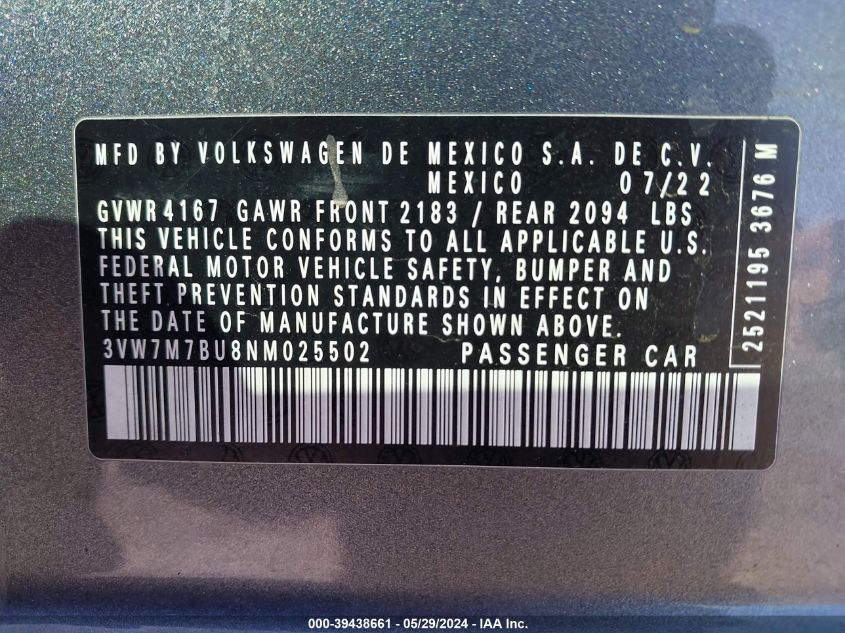 MFD BY VOLKSWAGEN DE MEXICO S.A. DE C.V.
MEXICO 07/22
GVWR 4167 GAWR FRONT 2183 / REAR 2094 LBS
THIS VEHICLE CONFORMS TO ALL APPLICABLE U.S.
FEDERAL MOTOR VEHICLE SAFETY, BUMPER AND
THEFT PREVENTION STANDARDS IN EFFECT ON
THE DATE OF MANUFACTURE SHOWN ABOVE.
3VW7M7BU8NM025502 PASSENGER CAR
2521195 3676 M
000-39438661 - 05/29/2024 - IAA Inc.